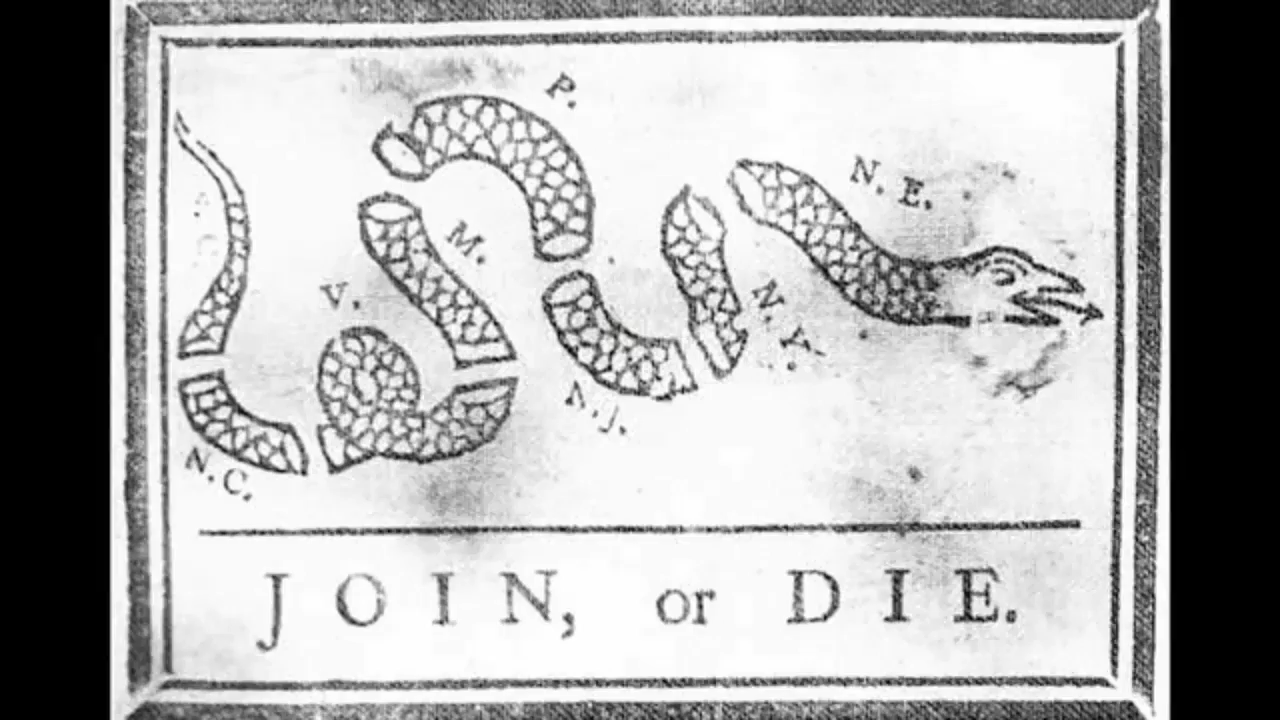 P.
N. E.
M.
V.
N. Y.
N. J.
N. C.
JOIN, or DIE.